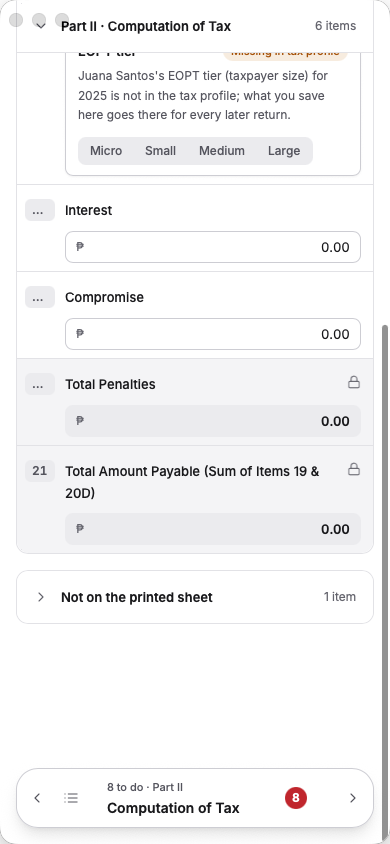 Part II · Computation of Tax
6 items
EOPT tier
Missing in tax profile
Juana Santos's EOPT tier (taxpayer size) for
2025 is not in the tax profile; what you save
here goes there for every later return.
Micro Small Medium Large
... Interest
₱ 0.00
... Compromise
₱ 0.00
... Total Penalties
₱ 0.00
21 Total Amount Payable (Sum of Items 19 &
20D)
₱ 0.00
Not on the printed sheet
1 item
8 to do · Part II
Computation of Tax
8